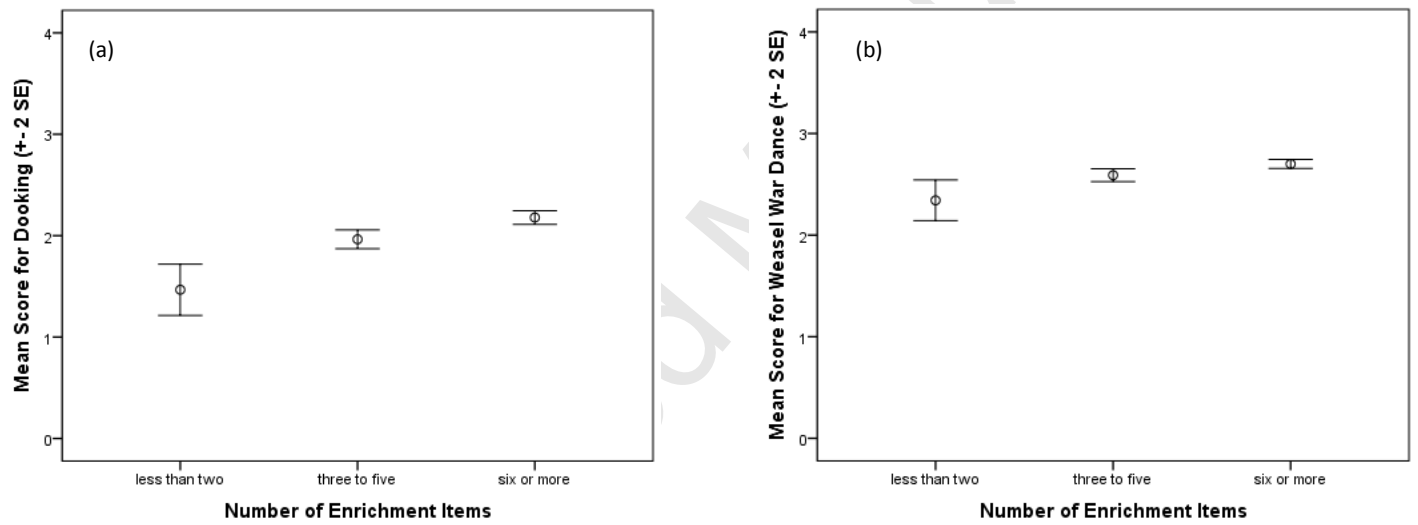 (a)
Mean Score for Dooking (+- 2 SE)
4
3
2
1
0
less than two three to five six or more
Number of Enrichment Items
(b)
Mean Score for Weasel War Dance (+- 2 SE)
4
3
2
1
0
less than two three to five six or more
Number of Enrichment Items